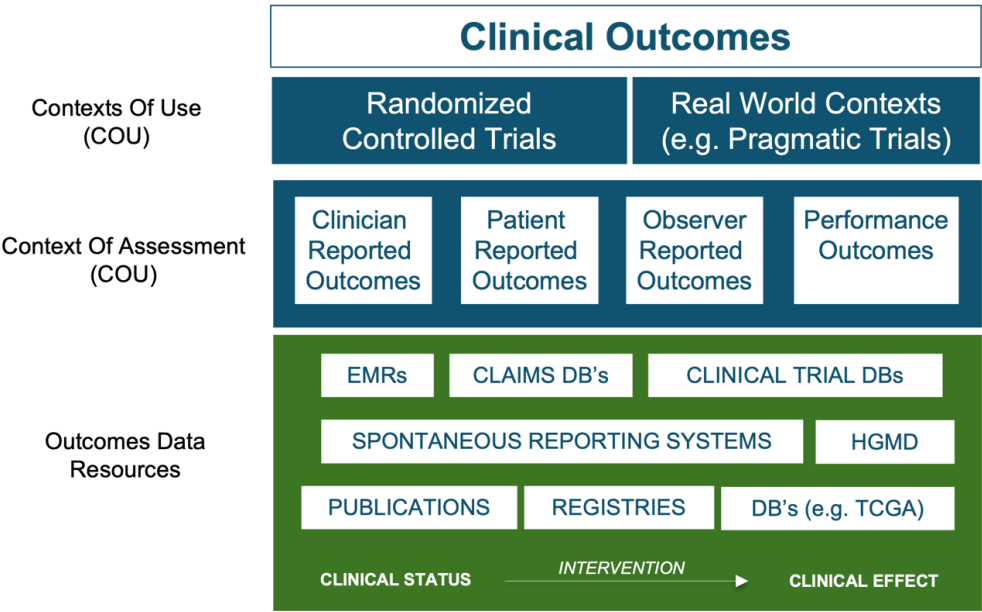 Clinical Outcomes
Contexts Of Use
(COU)
Randomized
Controlled Trials
Real World Contexts
(e.g. Pragmatic Trials)
Context Of Assessment
(COU)
Clinician
Reported
Outcomes
Patient
Reported
Outcomes
Observer
Reported
Outcomes
Performance
Outcomes
Outcomes Data
Resources
EMRs
CLAIMS DB's
CLINICAL TRIAL DBs
SPONTANEOUS REPORTING SYSTEMS
HGMD
PUBLICATIONS
REGISTRIES
DB's (e.g. TCGA)
CLINICAL STATUS
INTERVENTION
CLINICAL EFFECT